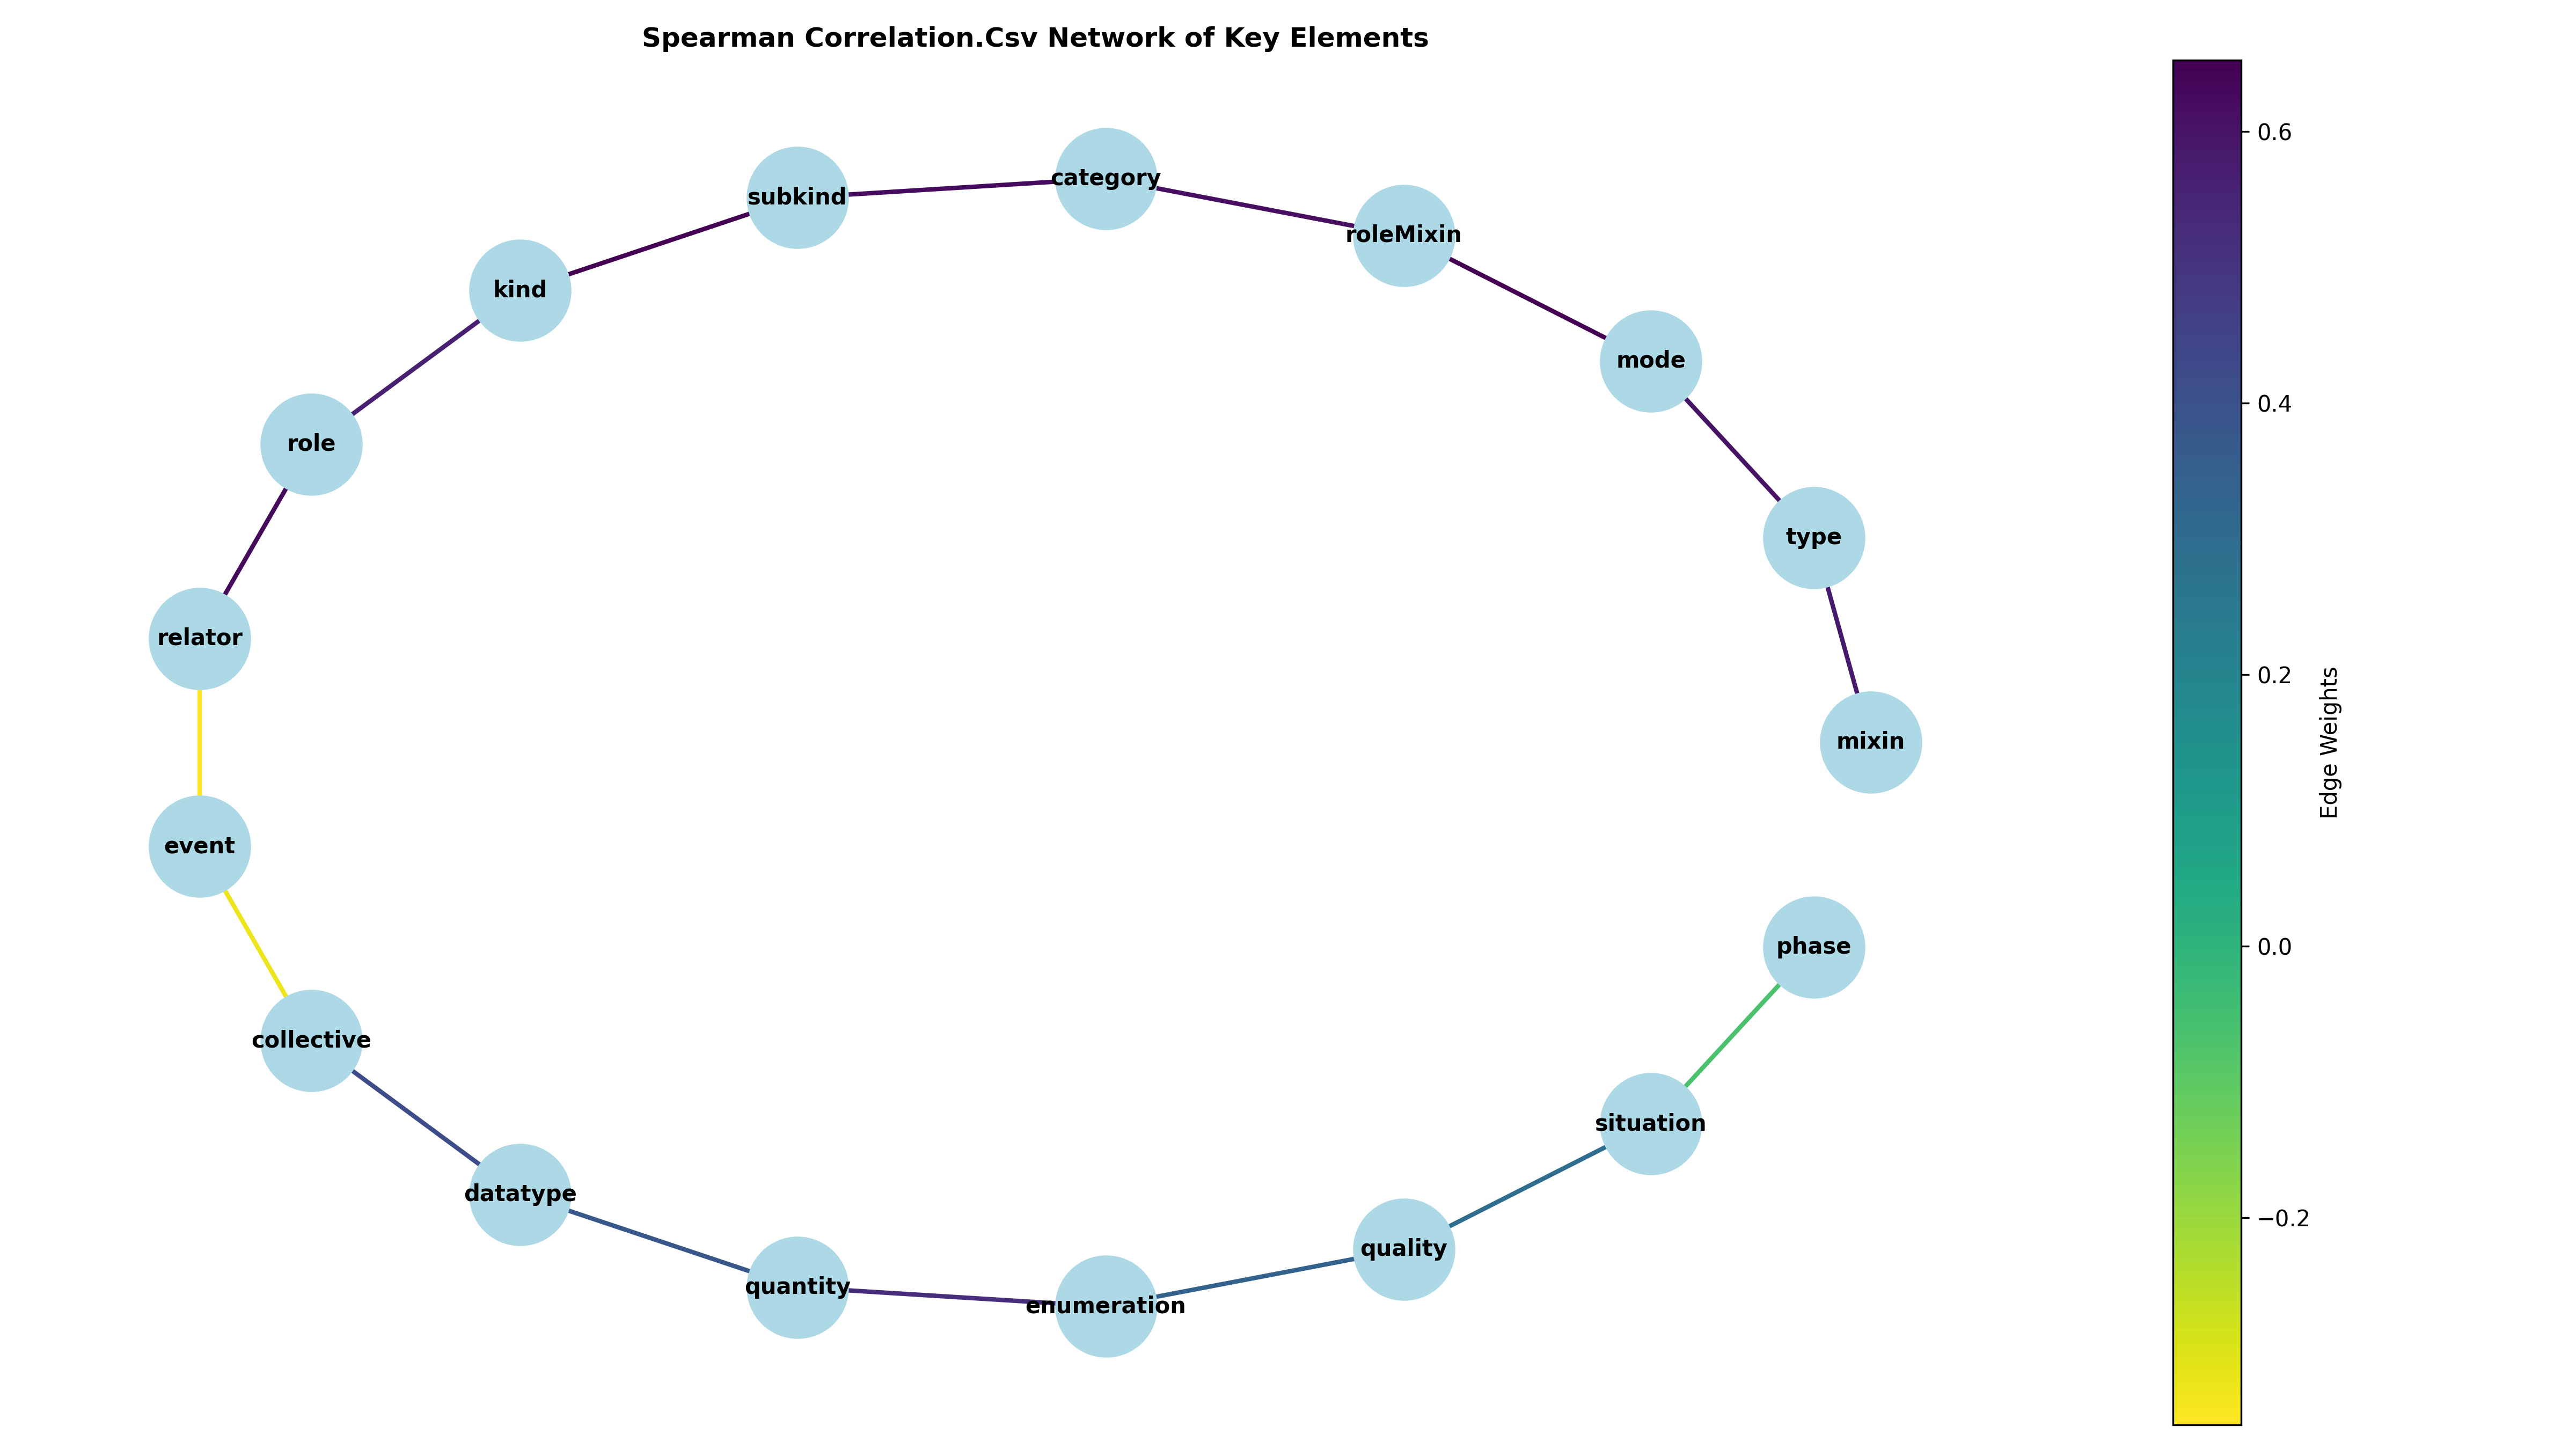 Spearman Correlation.Csv Network of Key Elements
category
subkind
roleMixin
kind
mode
role
type
relator
mixin
event
phase
collective
situation
datatype
quality
quantity
enumeration
0.6
0.4
0.2
0.0
−0.2
Edge Weights